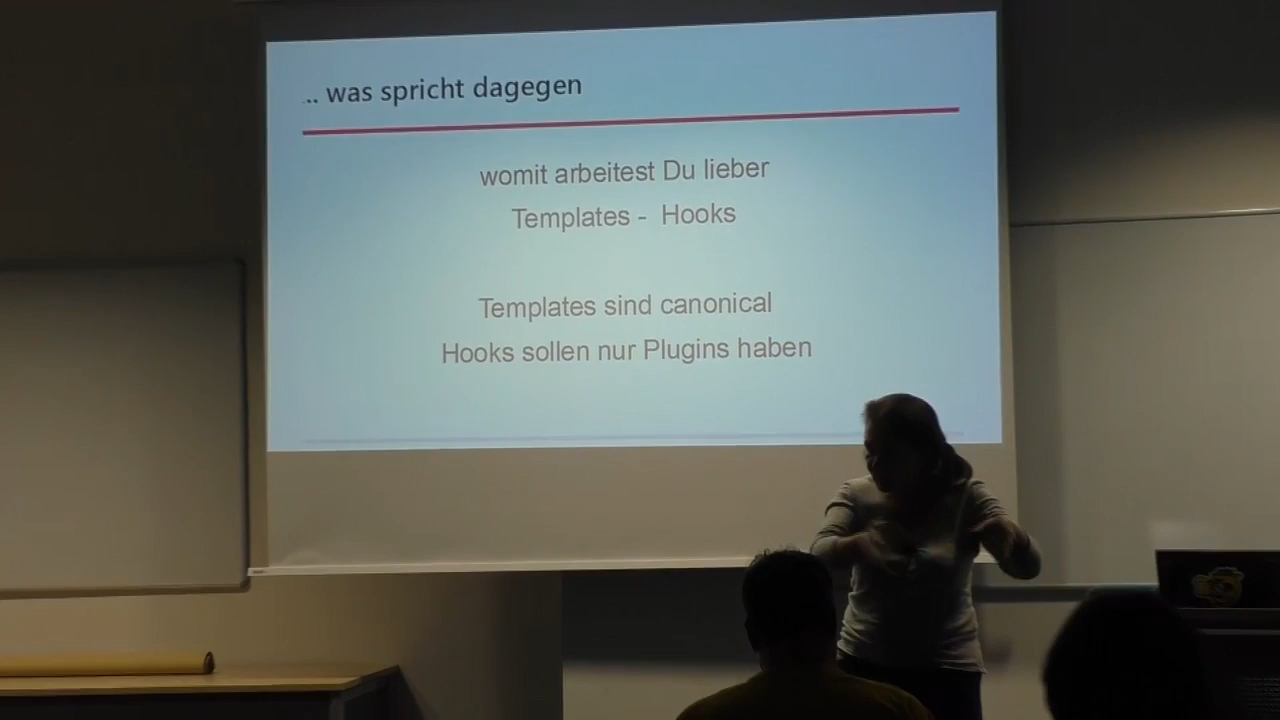 ... was spricht dagegen
womit arbeitest Du lieber
Templates - Hooks
Templates sind canonical
Hooks sollen nur Plugins haben